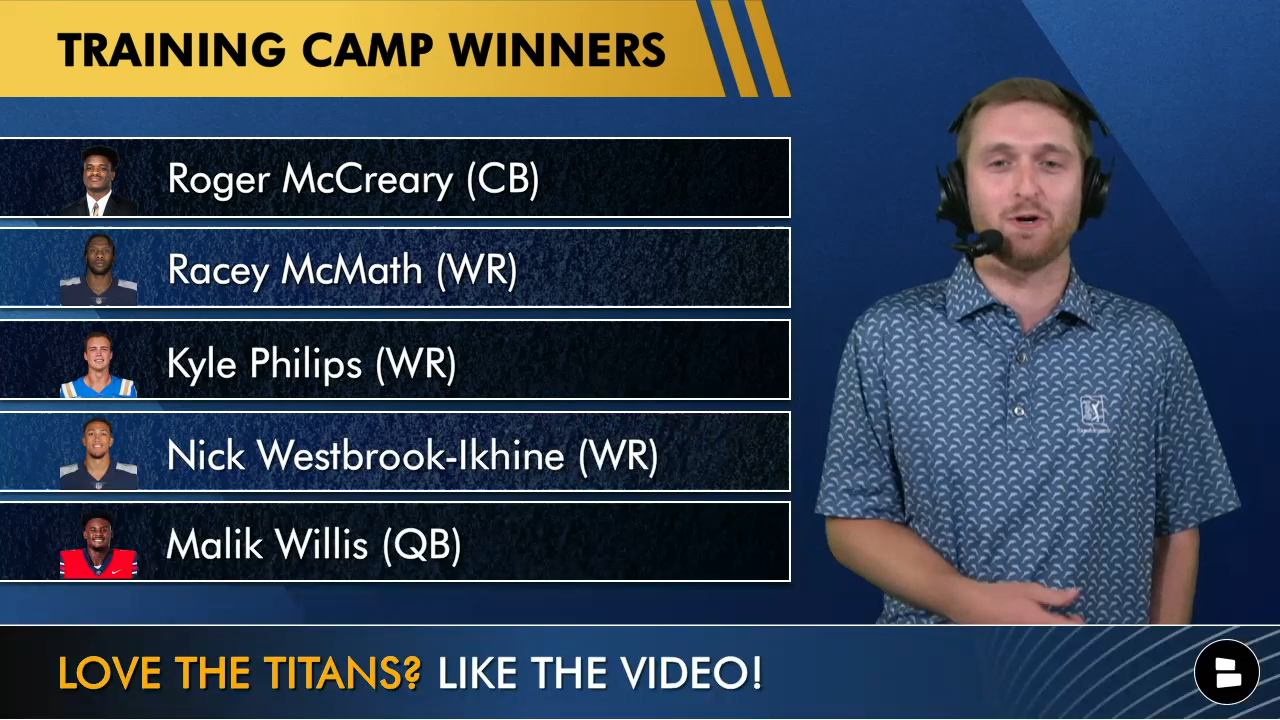 TRAINING CAMP WINNERS
Roger McCreary (CB)
Racey McMath (WR)
Kyle Philips (WR)
Nick Westbrook-Ikhine (WR)
Malik Willis (QB)
LOVE THE TITANS? LIKE THE VIDEO!